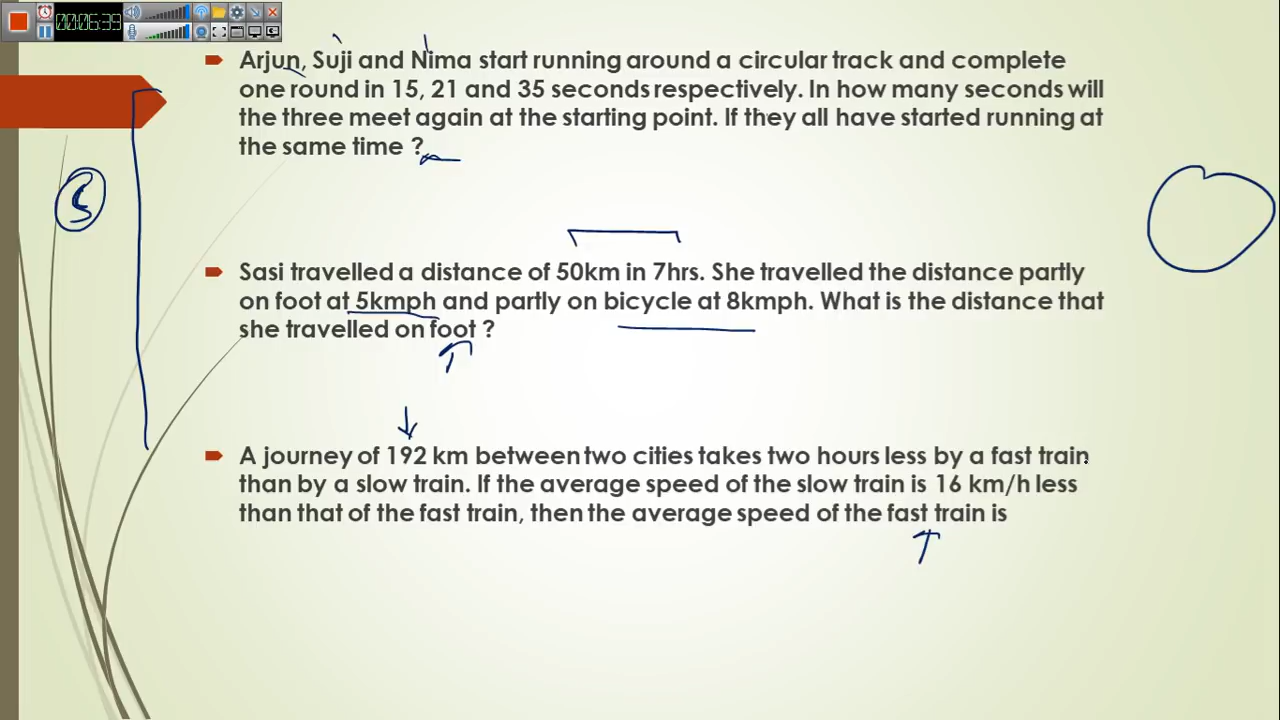 00:06:39
Arjun, Suji and Nima start running around a circular track and complete
one round in 15, 21 and 35 seconds respectively. In how many seconds will
the three meet again at the starting point. If they all have started running at
the same time ?
Sasi travelled a distance of 50km in 7hrs. She travelled the distance partly
on foot at 5kmph and partly on bicycle at 8kmph. What is the distance that
she travelled on foot ?
A journey of 192 km between two cities takes two hours less by a fast train
than by a slow train. If the average speed of the slow train is 16 km/h less
than that of the fast train, then the average speed of the fast train is